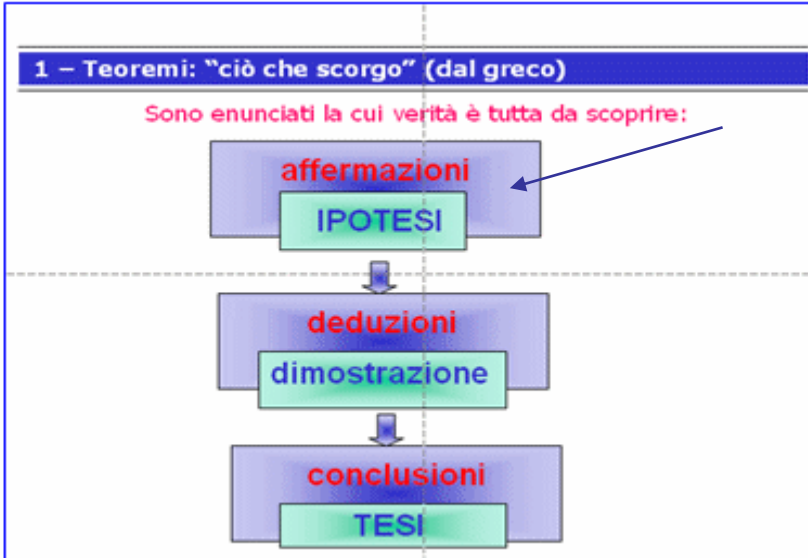 1 – Teoremi: “ciò che scorgo” (dal greco)
Sono enunciati la cui verità è tutta da scoprire:
affermazioni
IPOTESI
deduzioni
dimostrazione
conclusioni
TESI